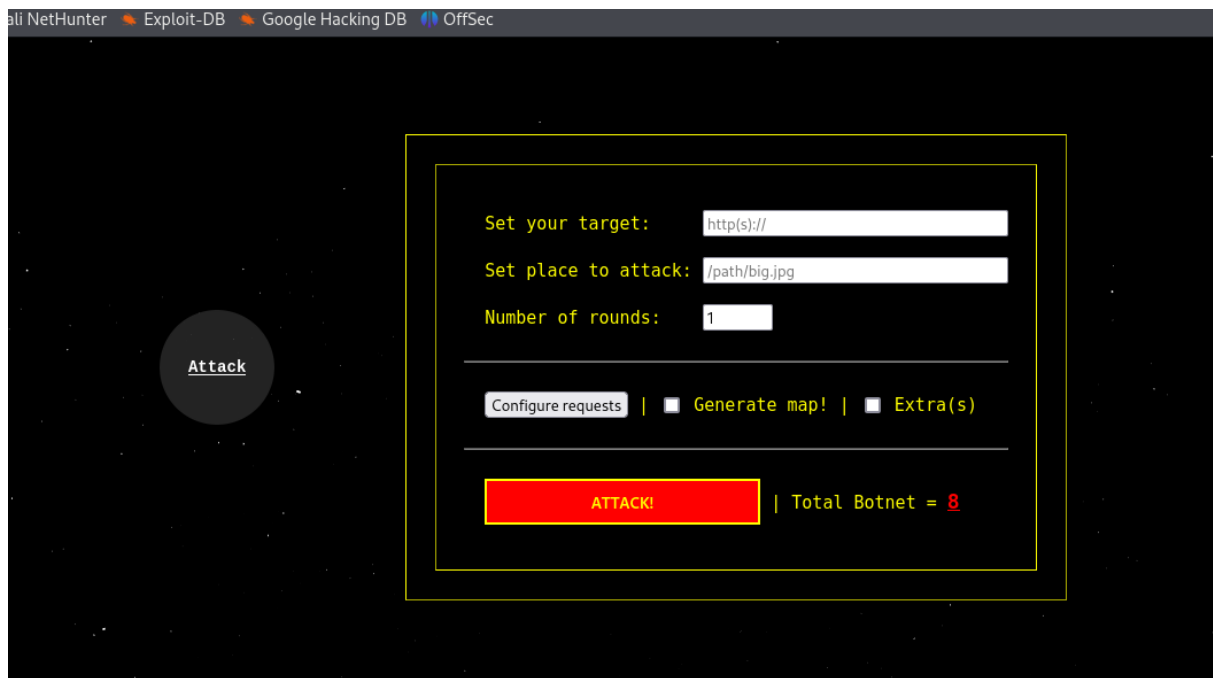 ali NetHunter Exploit-DB Google Hacking DB OffSec
Set your target: http(s)://
Set place to attack: /path/big.jpg
Number of rounds: 1
Attack
Configure requests | Generate map! | Extra(s)
ATTACK! | Total Botnet = 8